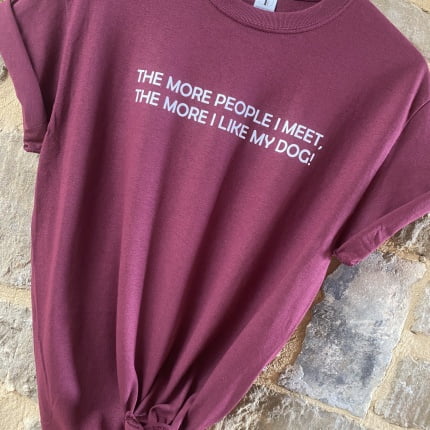 THE MORE PEOPLE I MEET,
THE MORE I LIKE MY DOG!